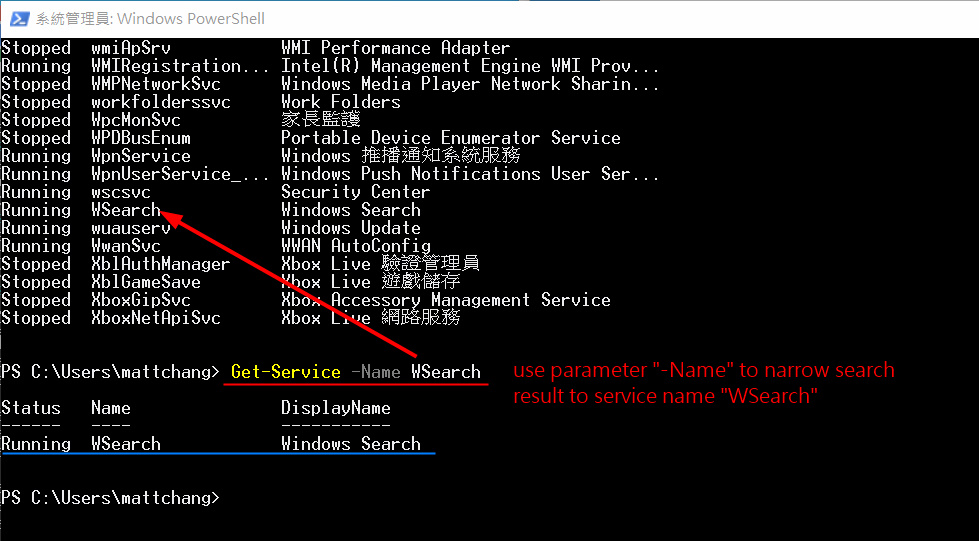 系統管理員: Windows PowerShell
Stopped  wmiApSrv           WMI Performance Adapter
Running  WMIRegistration... Intel(R) Management Engine WMI Prov...
Stopped  WMPNetworkSvc      Windows Media Player Network Sharin...
Stopped  workfolderssvc     Work Folders
Stopped  WpcMonSvc          家長監護
Stopped  WPDBusEnum         Portable Device Enumerator Service
Running  WpnService         Windows 推播通知系統服務
Running  WpnUserService_... Windows Push Notifications User Ser...
Running  wscsvc             Security Center
Running  WSearch            Windows Search
Running  wuauserv           Windows Update
Running  WwanSvc            WWAN AutoConfig
Stopped  XblAuthManager     Xbox Live 驗證管理員
Stopped  XblGameSave        Xbox Live 遊戲儲存
Stopped  XboxGipSvc         Xbox Accessory Management Service
Stopped  XboxNetApiSvc      Xbox Live 網路服務
PS C:\Users\mattchang> Get-Service -Name WSearch
use parameter "-Name" to narrow search
result to service name "WSearch"
Status   Name               DisplayName
------   ----               -----------
Running  WSearch            Windows Search
PS C:\Users\mattchang>